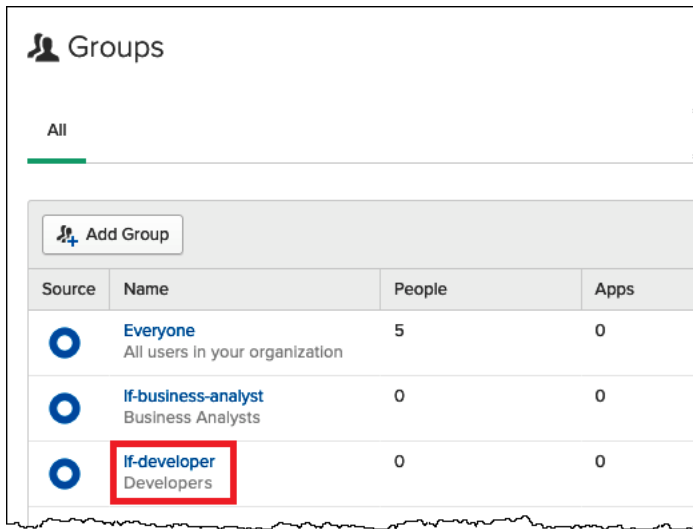 Groups
All
Add Group
Source Name People Apps
Everyone 5 0
All users in your organization
lf-business-analyst 0 0
Business Analysts
lf-developer 0 0
Developers